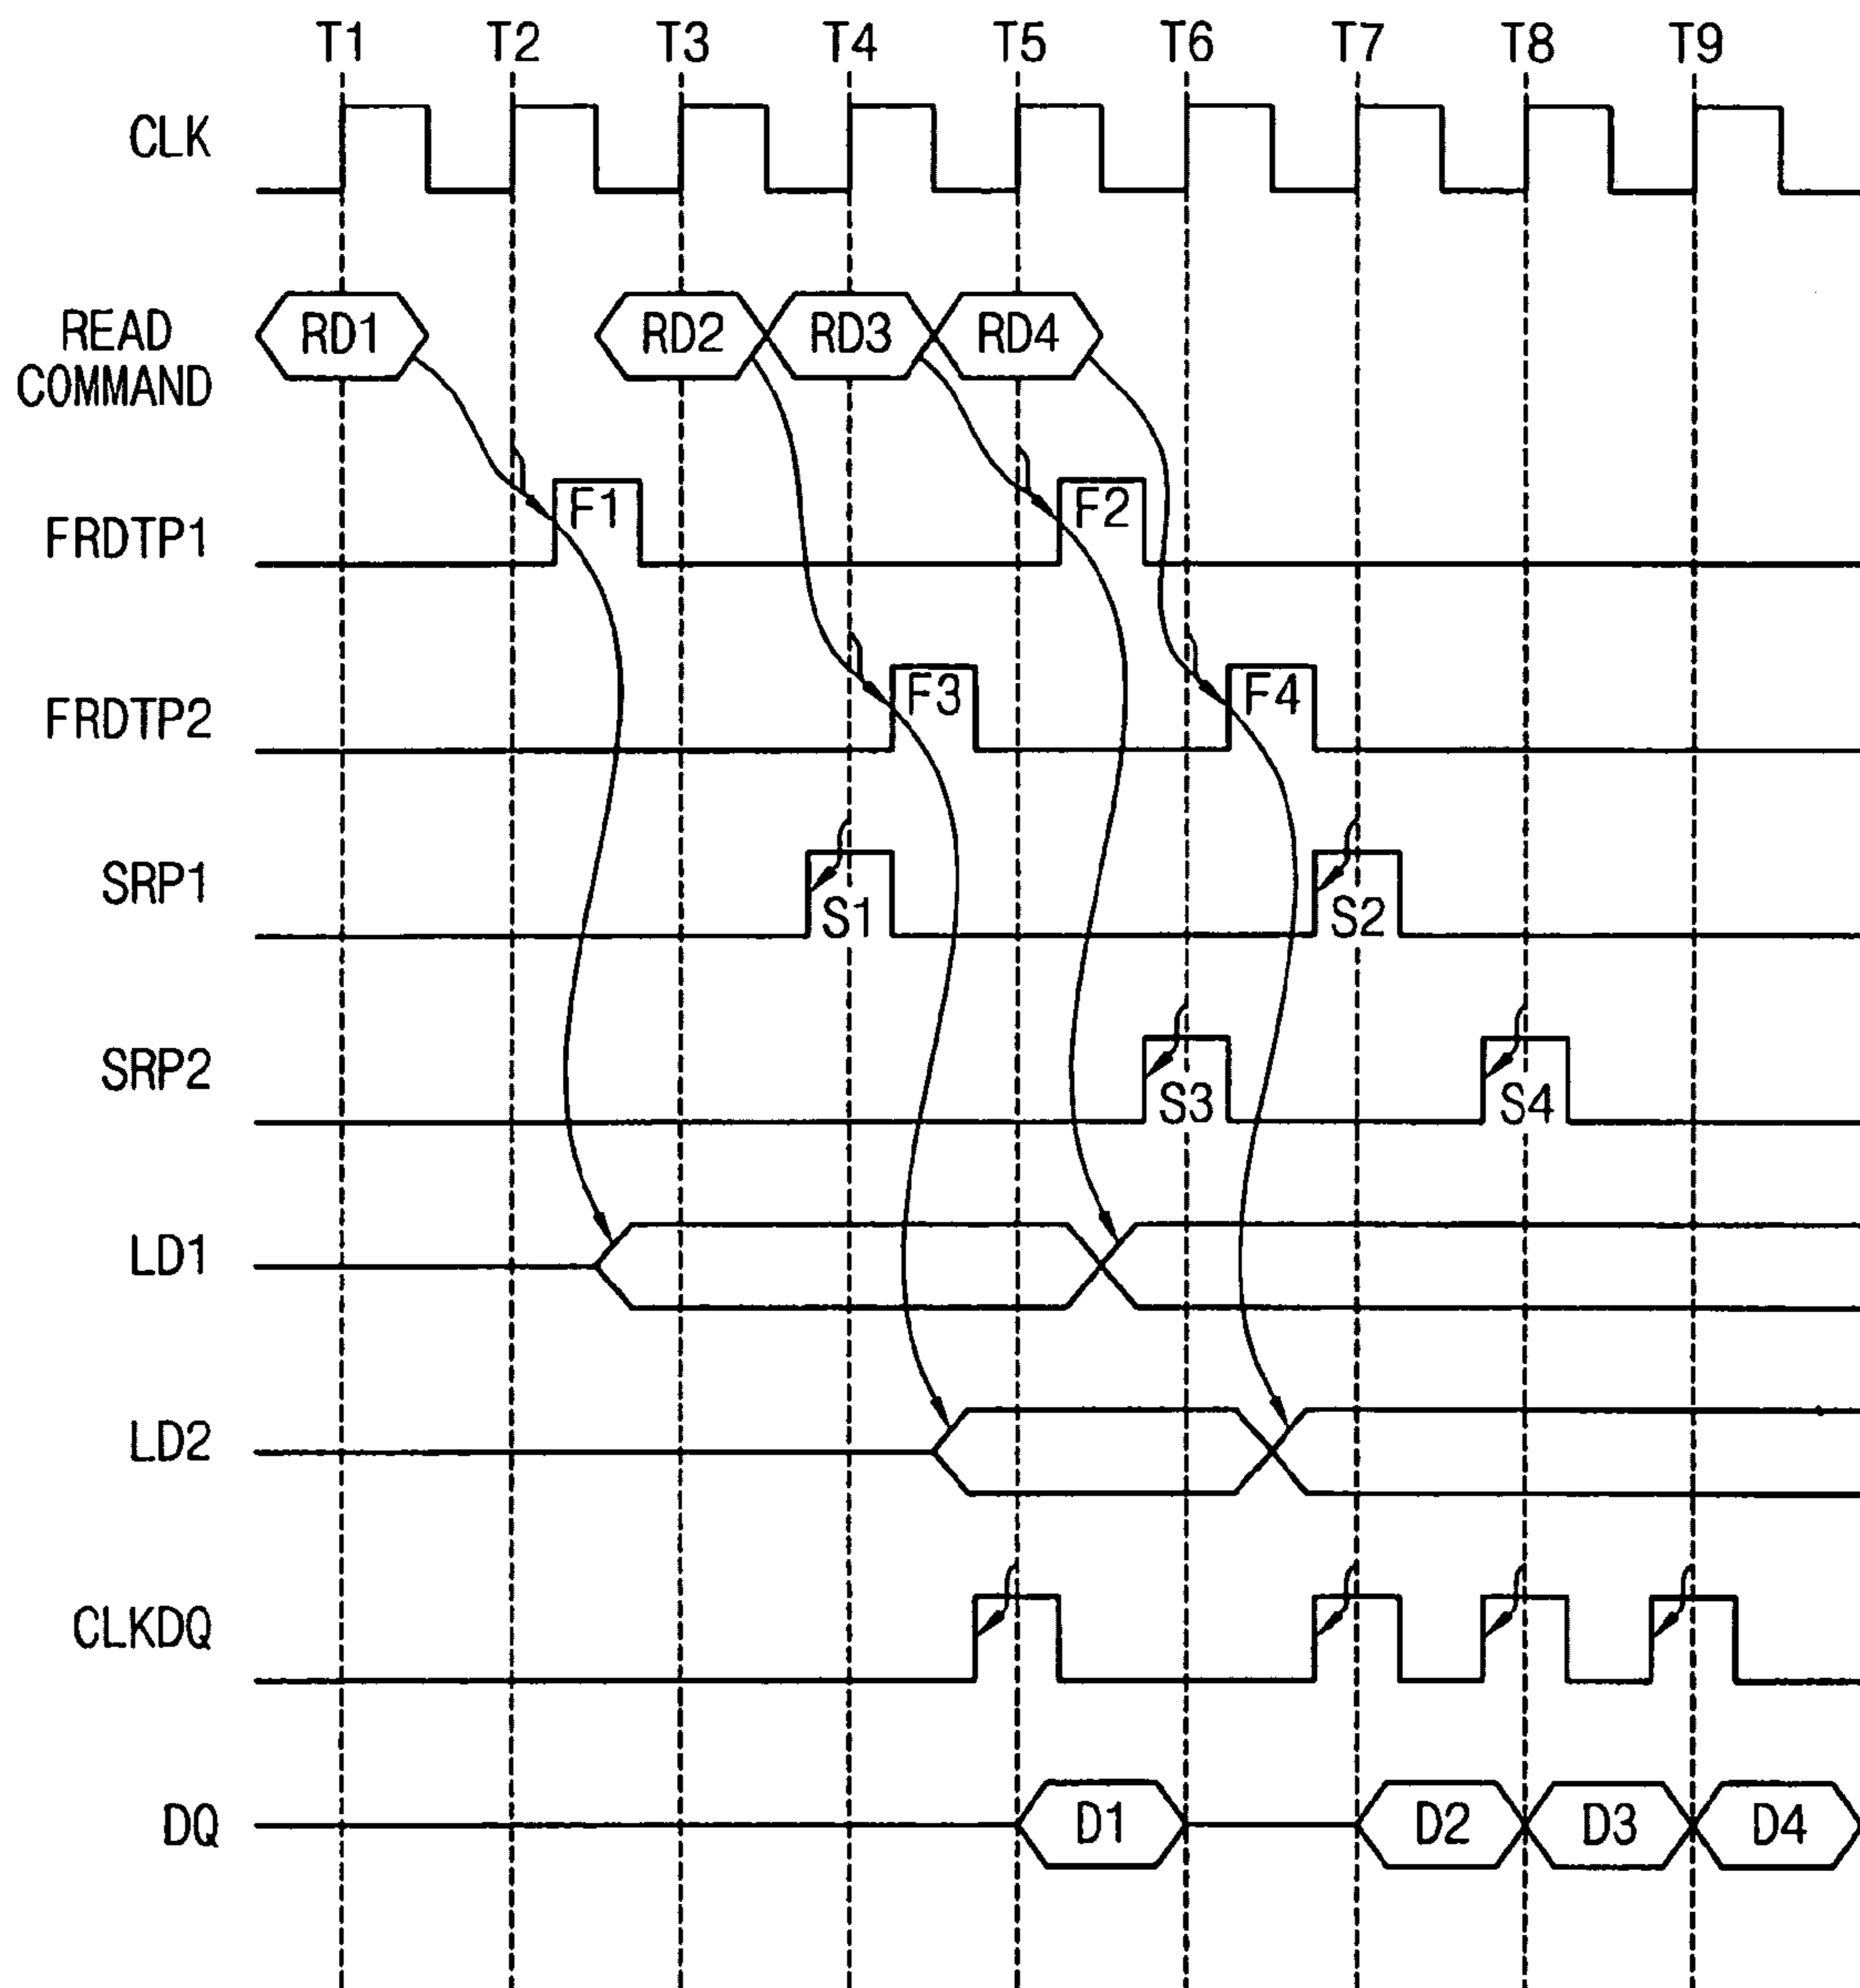 T1 T2 T3 T4 T5 T6 T7 T8 T9
CLK
READ
COMMAND
RD1 RD2 RD3 RD4
FRDTP1
F1 F2
FRDTP2
F3 F4
SRP1
S1 S2
SRP2
S3 S4
LD1
LD2
CLKDQ
DQ
D1 D2 D3 D4